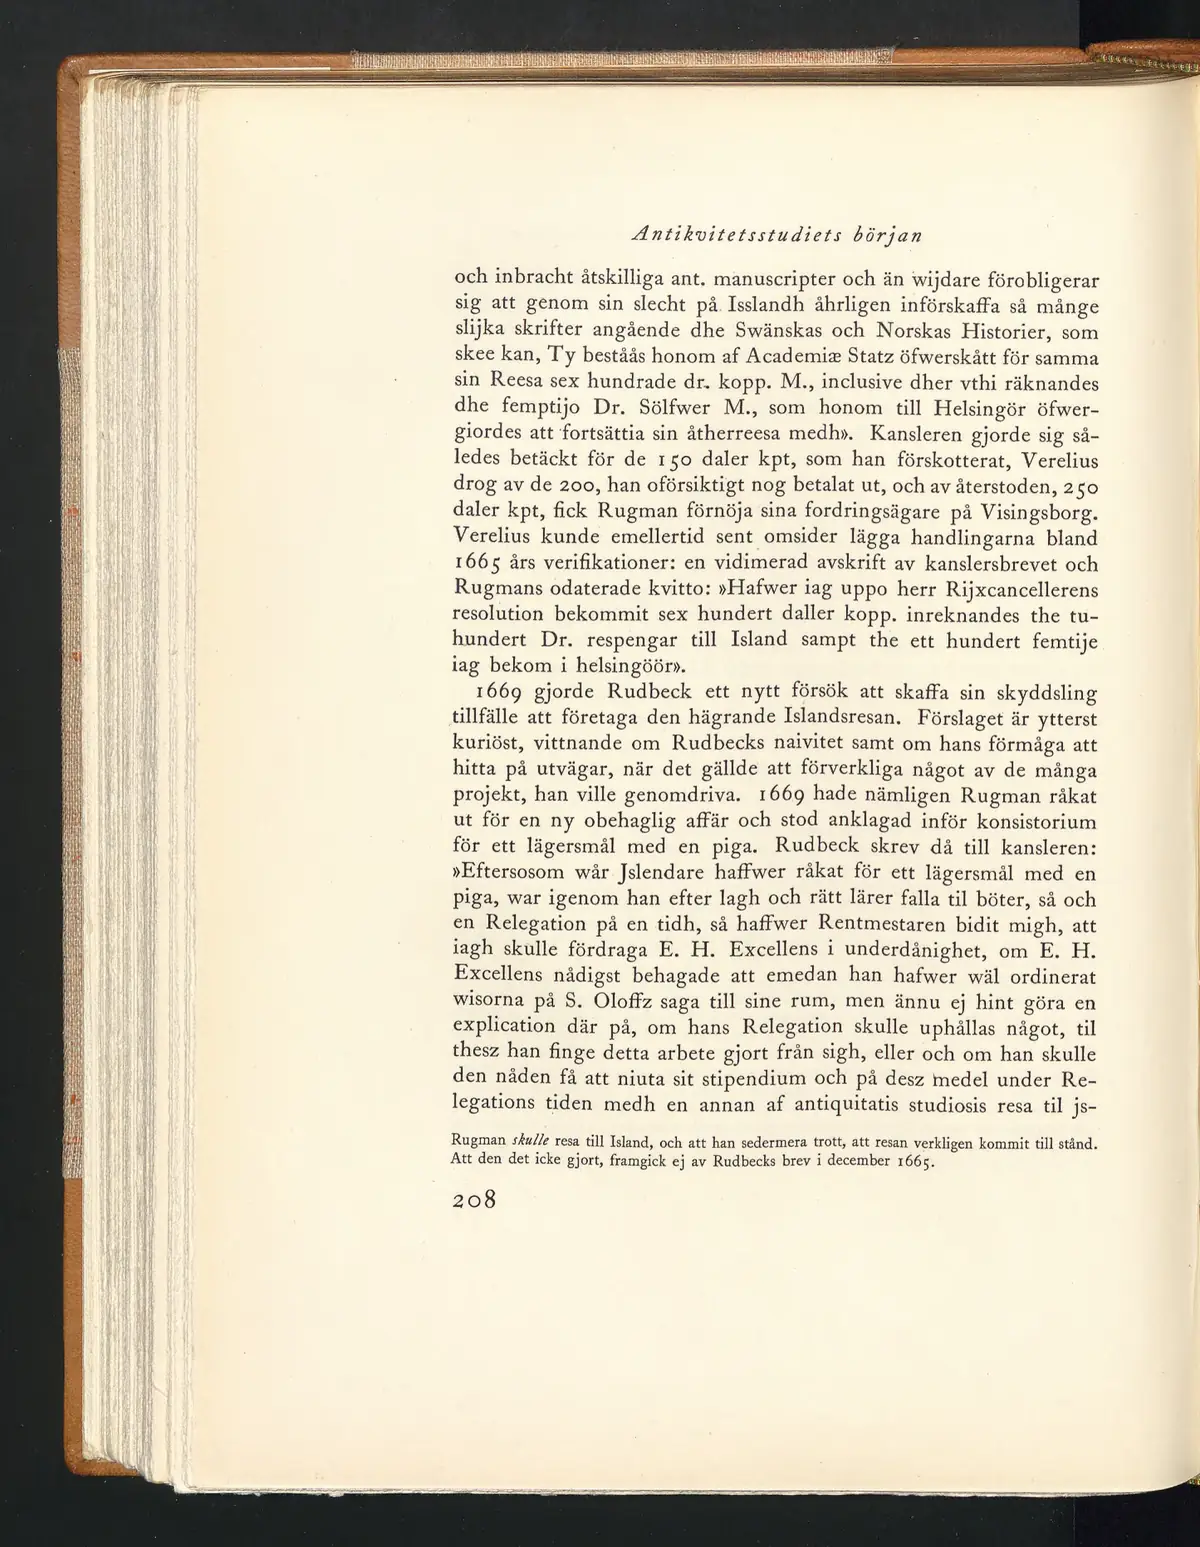 Antikvitetsstudiets början
och inbracht åtskilliga ant. manuscripter och än wijdare förobligerar
sig att genom sin slecht på Isslandh åhrligen införskaffa så månge
slijka skrifter angående dhe Swänskas och Norskas Historier, som
skee kan, Ty beståås honom af Academiæ Statz öfwerskått för samma
sin Reesa sex hundrade dr. kopp. M., inclusive dher vthi räknandes
dhe femptijo Dr. Sölfwer M., som honom till Helsingör öfwer-
giordes att fortsättia sin åtherreesa medh». Kansleren gjorde sig så-
ledes betäckt för de 150 daler kpt, som han förskotterat, Verelius
drog av de 200, han oförsiktigt nog betalat ut, och av återstoden, 250
daler kpt, fick Rugman förnöja sina fordringsägare på Visingsborg.
Verelius kunde emellertid sent omsider lägga handlingarna bland
1665 års verifikationer: en vidimerad avskrift av kanslersbrevet och
Rugmans odaterade kvitto: »Hafwer iag uppo herr Rijxcancellerens
resolution bekommit sex hundert daller kopp. inreknandes the tu-
hundert Dr. respengar till Island sampt the ett hundert femtije
iag bekom i helsingöör».
1669 gjorde Rudbeck ett nytt försök att skaffa sin skyddsling
tillfälle att företaga den hägrande Islandsresan. Förslaget är ytterst
kuriöst, vittnande om Rudbecks naivitet samt om hans förmåga att
hitta på utvägar, när det gällde att förverkliga något av de många
projekt, han ville genomdriva. 1669 hade nämligen Rugman råkat
ut för en ny obehaglig affär och stod anklagad inför konsistorium
för ett lägersmål med en piga. Rudbeck skrev då till kansleren:
»Eftersosom wår Jslendare haffwer råkat för ett lägersmål med en
piga, war igenom han efter lagh och rätt lärer falla til böter, så och
en Relegation på en tidh, så haffwer Rentmestaren bidit migh, att
iagh skulle fördraga E. H. Excellens i underdånighet, om E. H.
Excellens nådigst behagade att emedan han hafwer wäl ordinerat
wisorna på S. Oloffz saga till sine rum, men ännu ej hint göra en
explication där på, om hans Relegation skulle uphållas något, til
thesz han finge detta arbete gjort från sigh, eller och om han skulle
den nåden få att niuta sit stipendium och på desz medel under Re-
legations tiden medh en annan af antiquitatis studiosis resa til js-
Rugman skulle resa till Island, och att han sedermera trott, att resan verkligen kommit till stånd.
Att den det icke gjort, framgick ej av Rudbecks brev i december 1665.
208